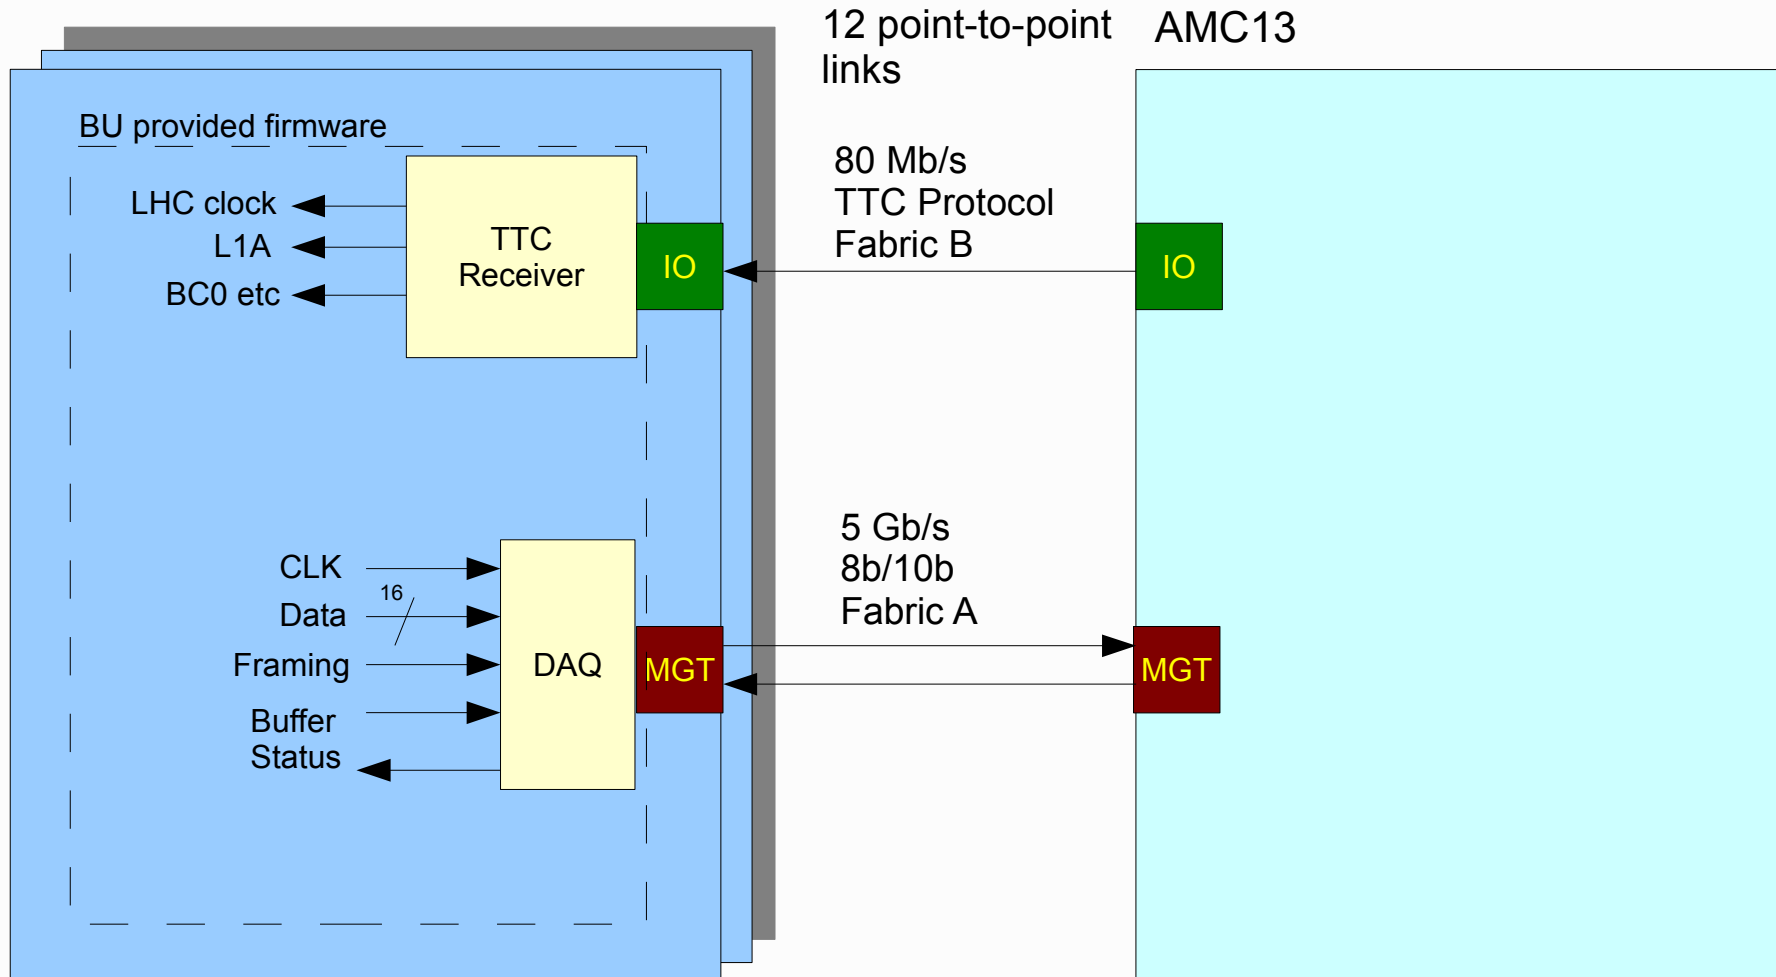 12 point-to-point
links
AMC13
BU provided firmware
80 Mb/s
TTC Protocol
Fabric B
LHC clock
L1A
BC0 etc
TTC
Receiver
IO
IO
5 Gb/s
8b/10b
Fabric A
CLK
16
Data
Framing
Buffer
Status
DAQ
MGT
MGT